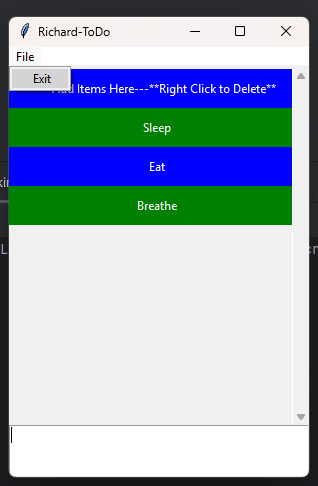 Richard-ToDo
File
Exit
Add Items Here---**Right Click to Delete**
Sleep
Eat
Breathe